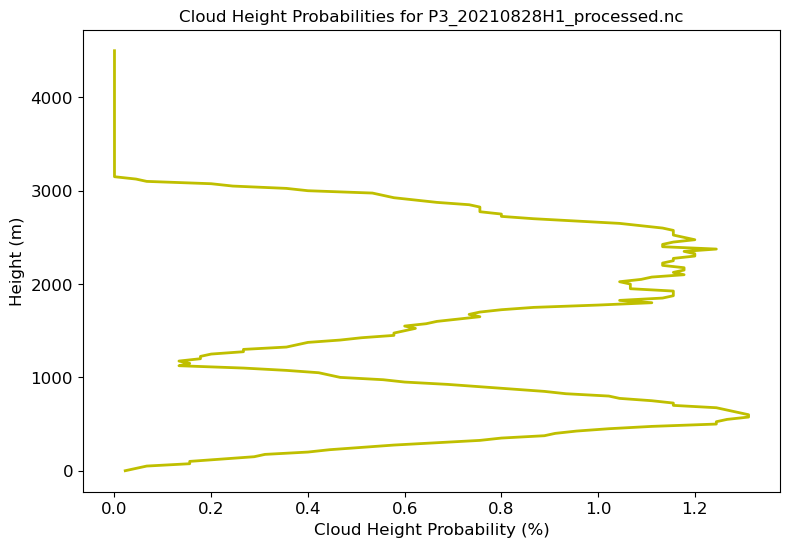 Cloud Height Probabilities for P3_20210828H1_processed.nc
4000
3000
2000
1000
0
Height (m)
0.0 0.2 0.4 0.6 0.8 1.0 1.2
Cloud Height Probability (%)